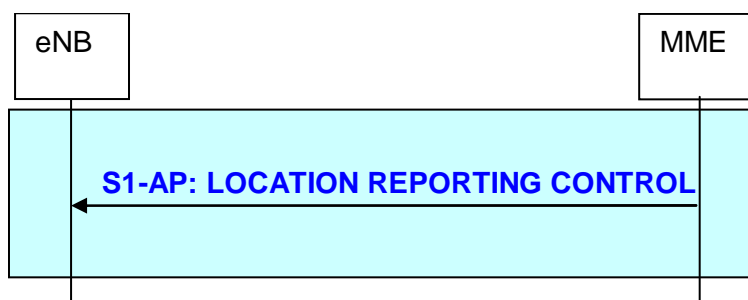 eNB
MME
S1-AP: LOCATION REPORTING CONTROL